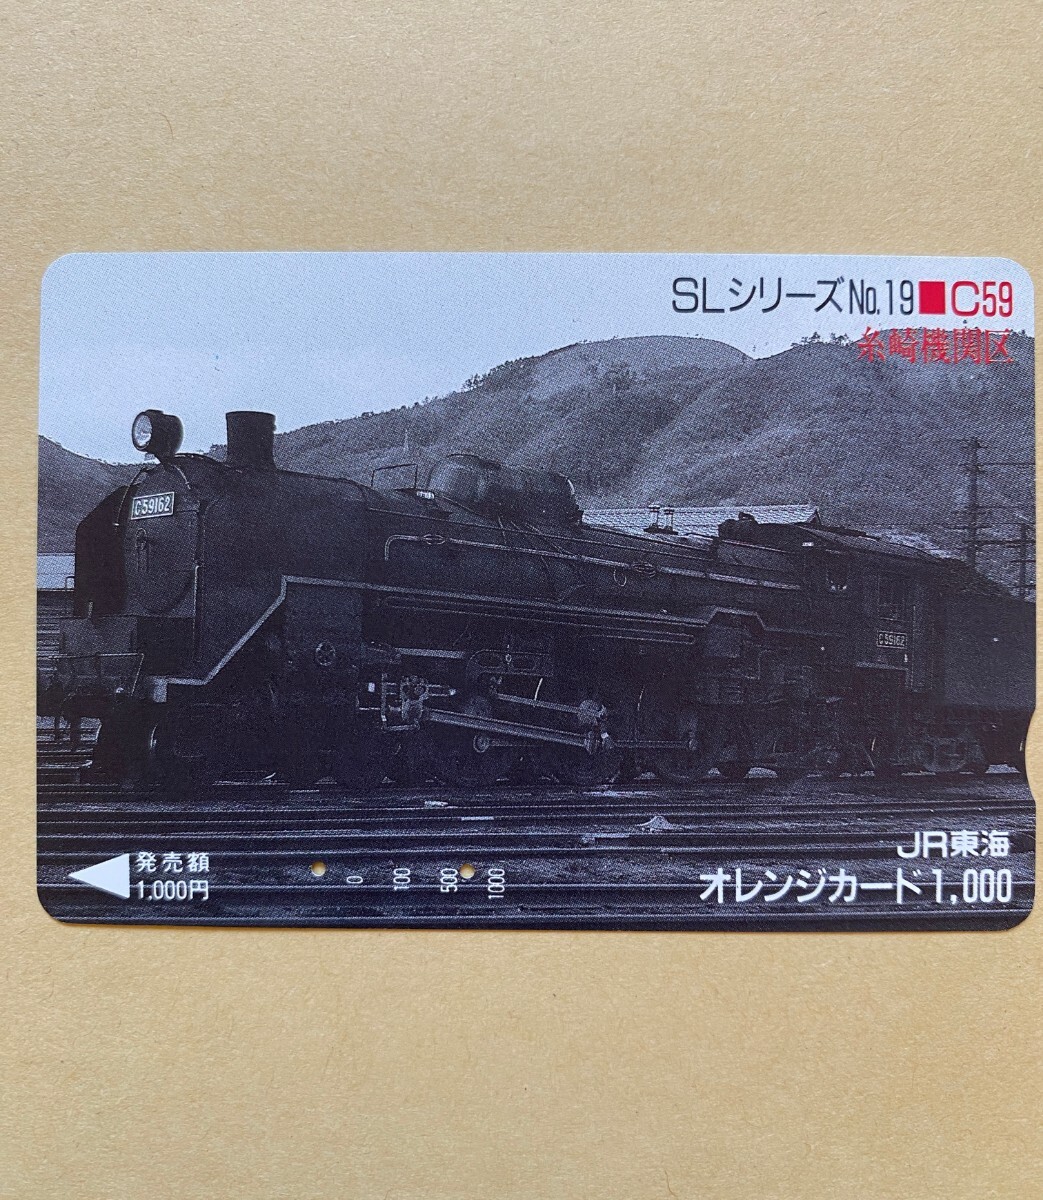 SLシリーズNo.19■C59
糸崎機関区
C59162
C59162
JR東海
オレンジカード1,000
発売額
1,000円
0 100 500 1000